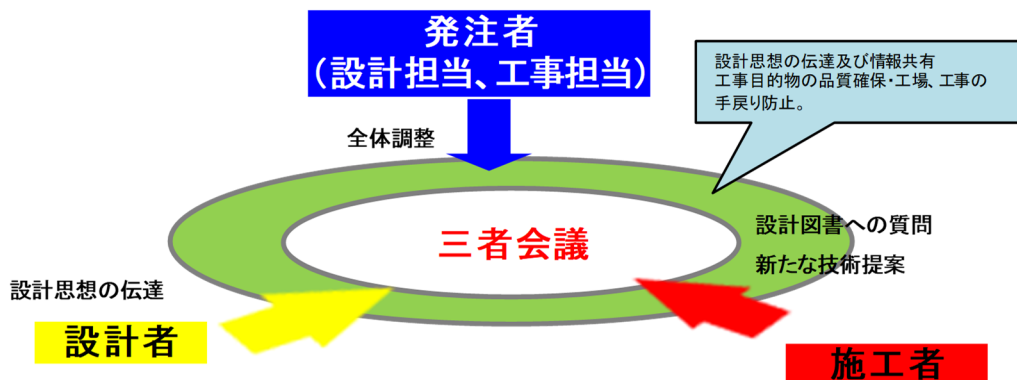 発注者
（設計担当、工事担当）
設計思想の伝達及び情報共有
工事目的物の品質確保・工場、工事の
手戻り防止。
全体調整
三者会議
設計図書への質問
新たな技術提案
設計思想の伝達
設計者
施工者